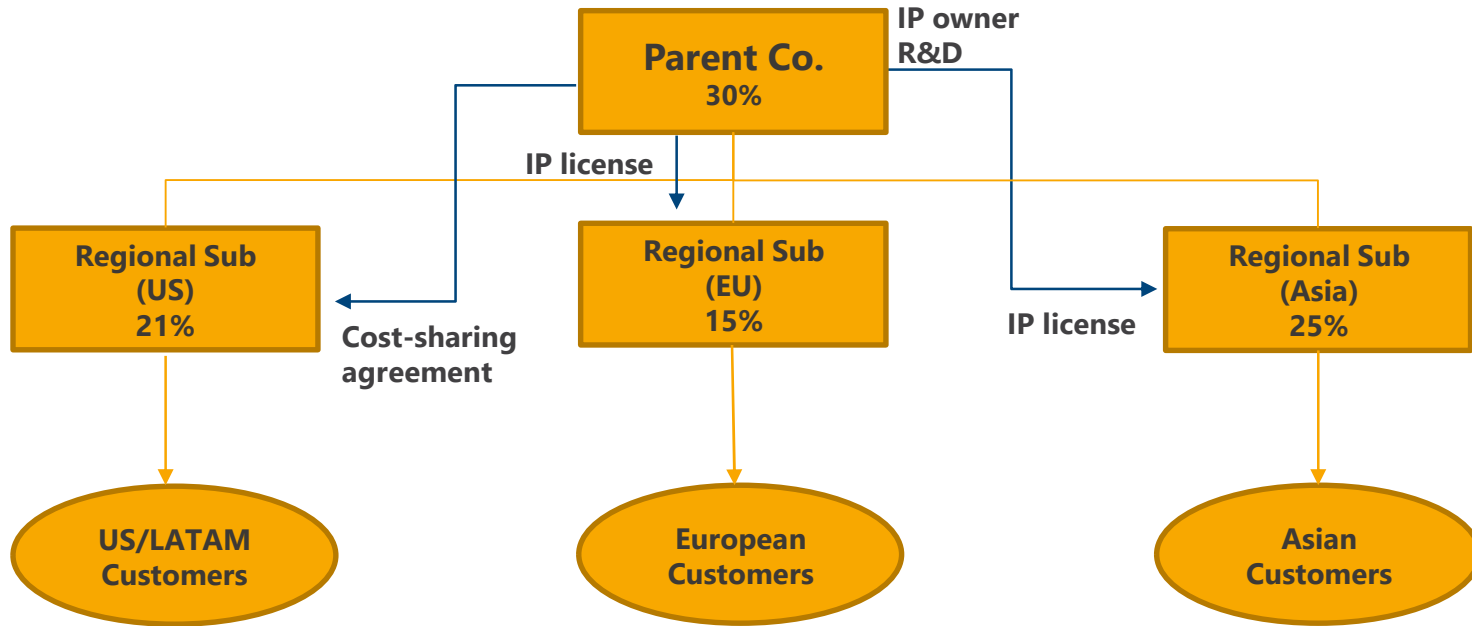 IP owner
R&D
Parent Co.
30%
IP license
Regional Sub
(US)
21%
Regional Sub
(EU)
15%
Regional Sub
(Asia)
25%
Cost-sharing
agreement
IP license
US/LATAM
Customers
European
Customers
Asian
Customers